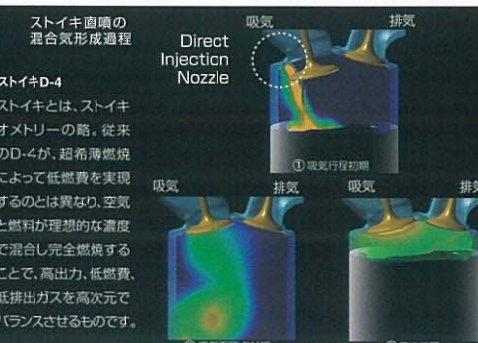 ストイキ直噴の
混合気形成過程
ストイキD-4
ストイキとは、ストイキ
オメトリーの略。従来
のD-4が、超希薄燃焼
によって低燃費を実現
するのとは異なり、空気
と燃料が理想的な濃度
で混合し完全燃焼する
ことで、高出力、低燃費、
低排出ガスを高次元で
バランスさせるものです。
吸気
排気
Direct
Injection
Nozzle
① 吸気行程初期
吸気
排気
吸気
排気